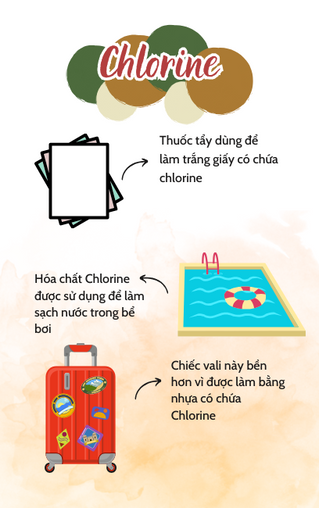 Chlorine
Thuốc tẩy dùng để
làm trắng giấy có chứa
chlorine
Hóa chất Chlorine
được sử dụng để làm
sạch nước trong bể
bơi
Chiếc vali này bền
hơn vì được làm bằng
nhựa có chứa
Chlorine